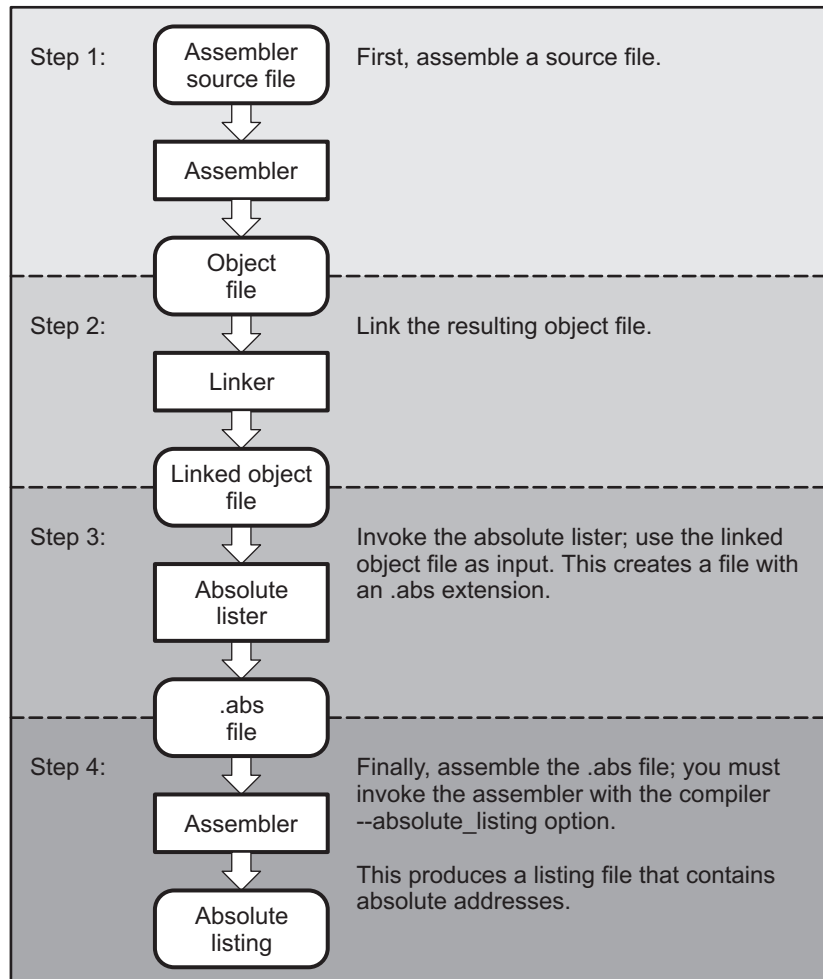 Step 1:
Assembler
source file
First, assemble a source file.
Assembler
Object
file
Step 2:
Link the resulting object file.
Linker
Linked object
file
Step 3:
Invoke the absolute lister; use the linked
object file as input. This creates a file with
an .abs extension.
Absolute
lister
.abs
file
Step 4:
Finally, assemble the .abs file; you must
invoke the assembler with the compiler
--absolute_listing option.
Assembler
This produces a listing file that contains
absolute addresses.
Absolute
listing